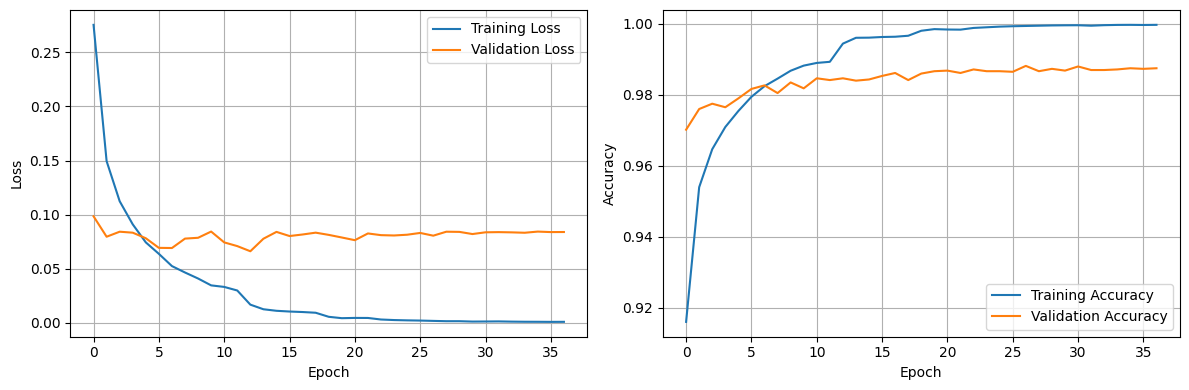 Training Loss
Validation Loss
0.25
0.20
0.15
0.10
0.05
0.00
Loss
0 5 10 15 20 25 30 35
Epoch
1.00
0.98
0.96
0.94
0.92
Accuracy
Training Accuracy
Validation Accuracy
0 5 10 15 20 25 30 35
Epoch